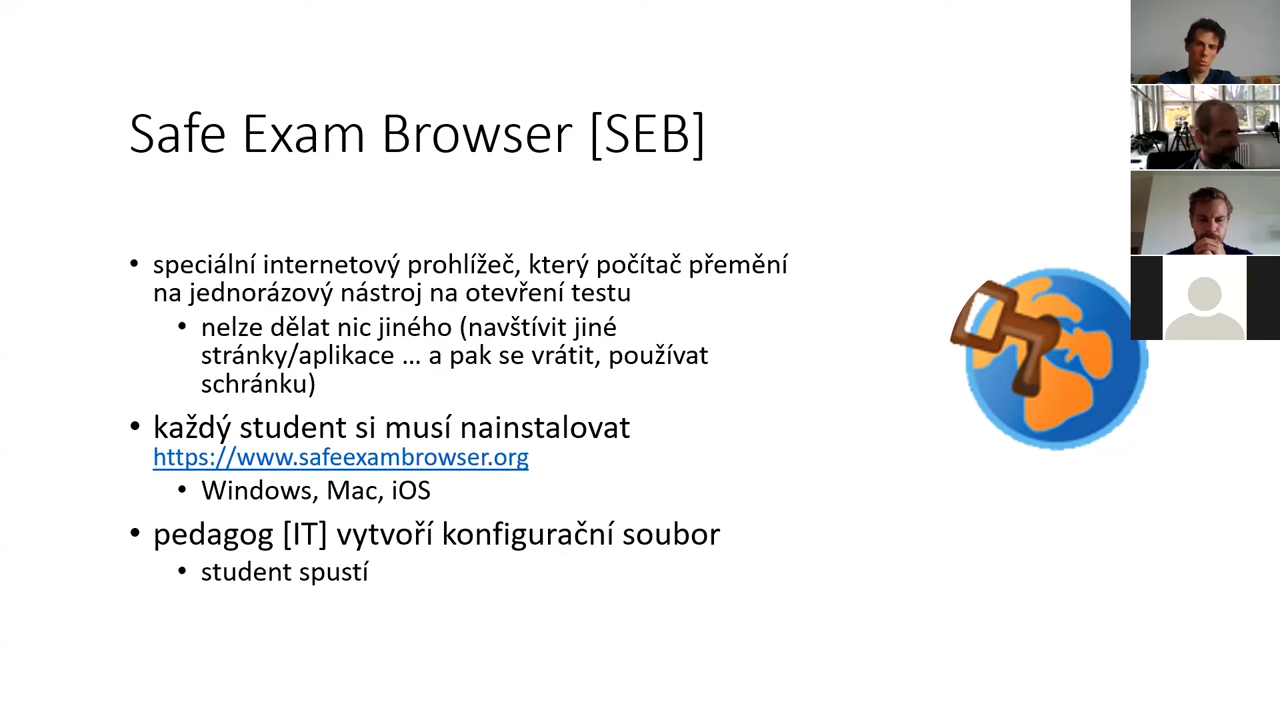 Safe Exam Browser [SEB]
• speciální internetový prohlížeč, který počítač přemění
na jednorázový nástroj na otevření testu
• nelze dělat nic jiného (navštívit jiné
stránky/aplikace ... a pak se vrátit, používat
schránku)
• každý student si musí nainstalovat
https://www.safeexambrowser.org
• Windows, Mac, iOS
• pedagog [IT] vytvoří konfigurační soubor
• student spustí